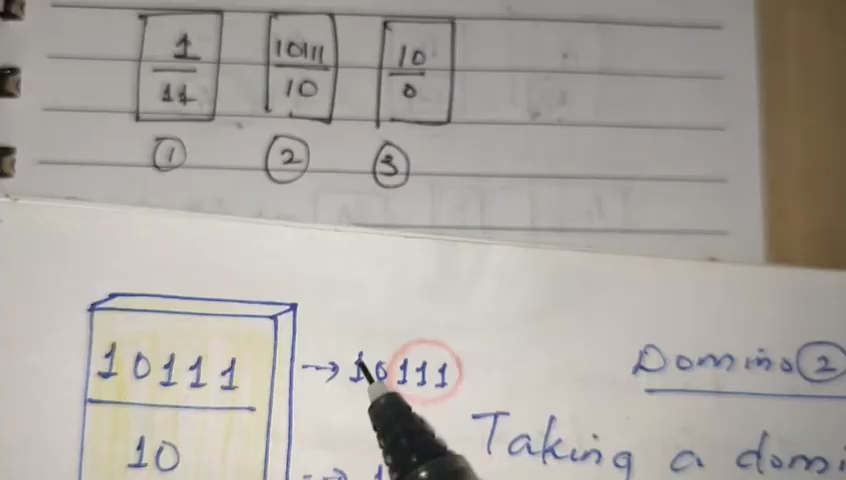 1 10111 10
11 10 0
1 2 3
10111 → 10111 Domino 2
10 Taking a domi